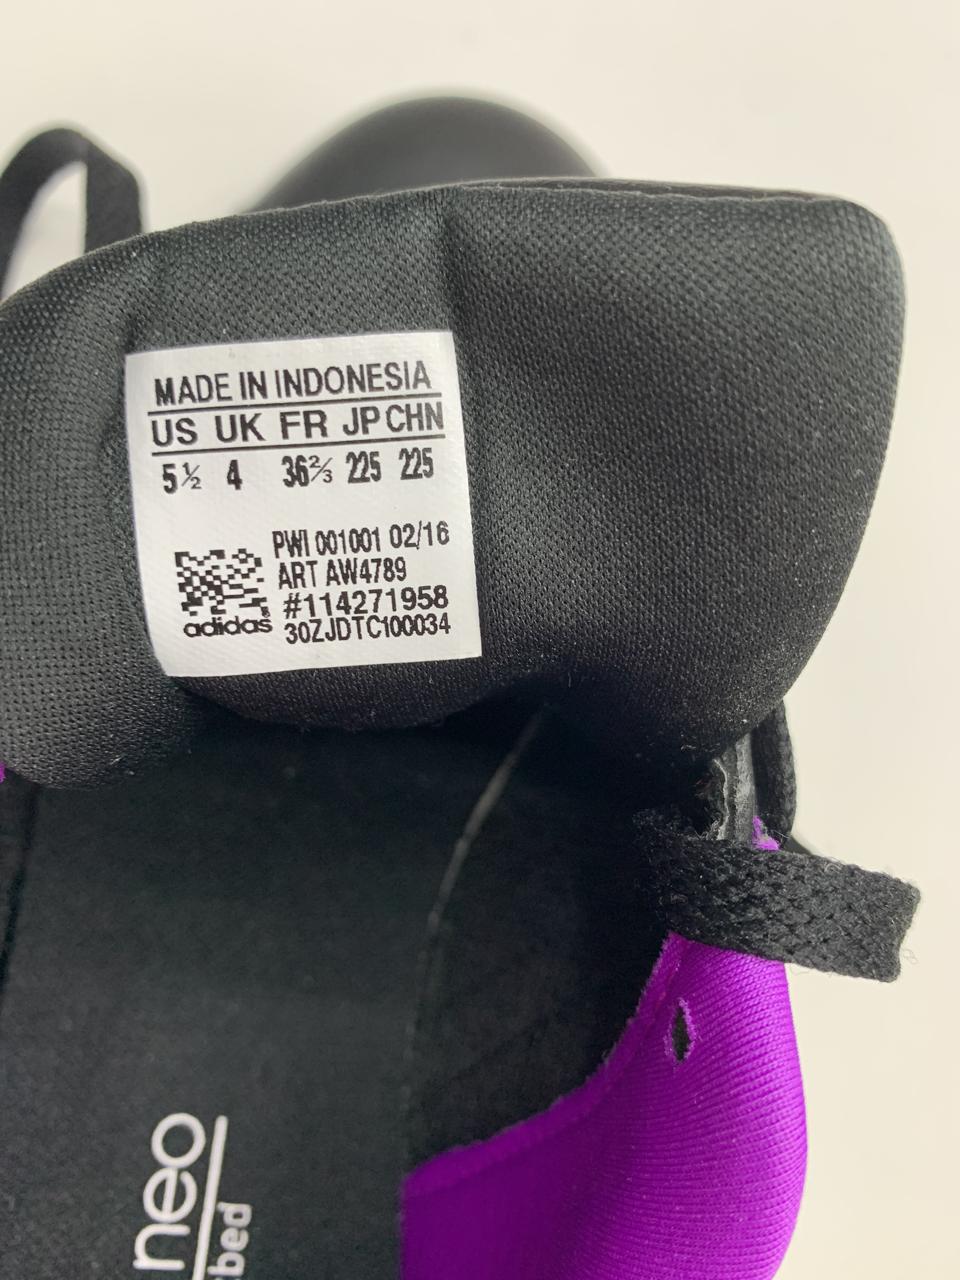 MADE IN INDONESIA
US UK FR JP CHN
5½ 4 36⅔ 225 225
PWI 001001 02/16
ART AW4789
#114271958
30ZJDTC100034
adidas
neo